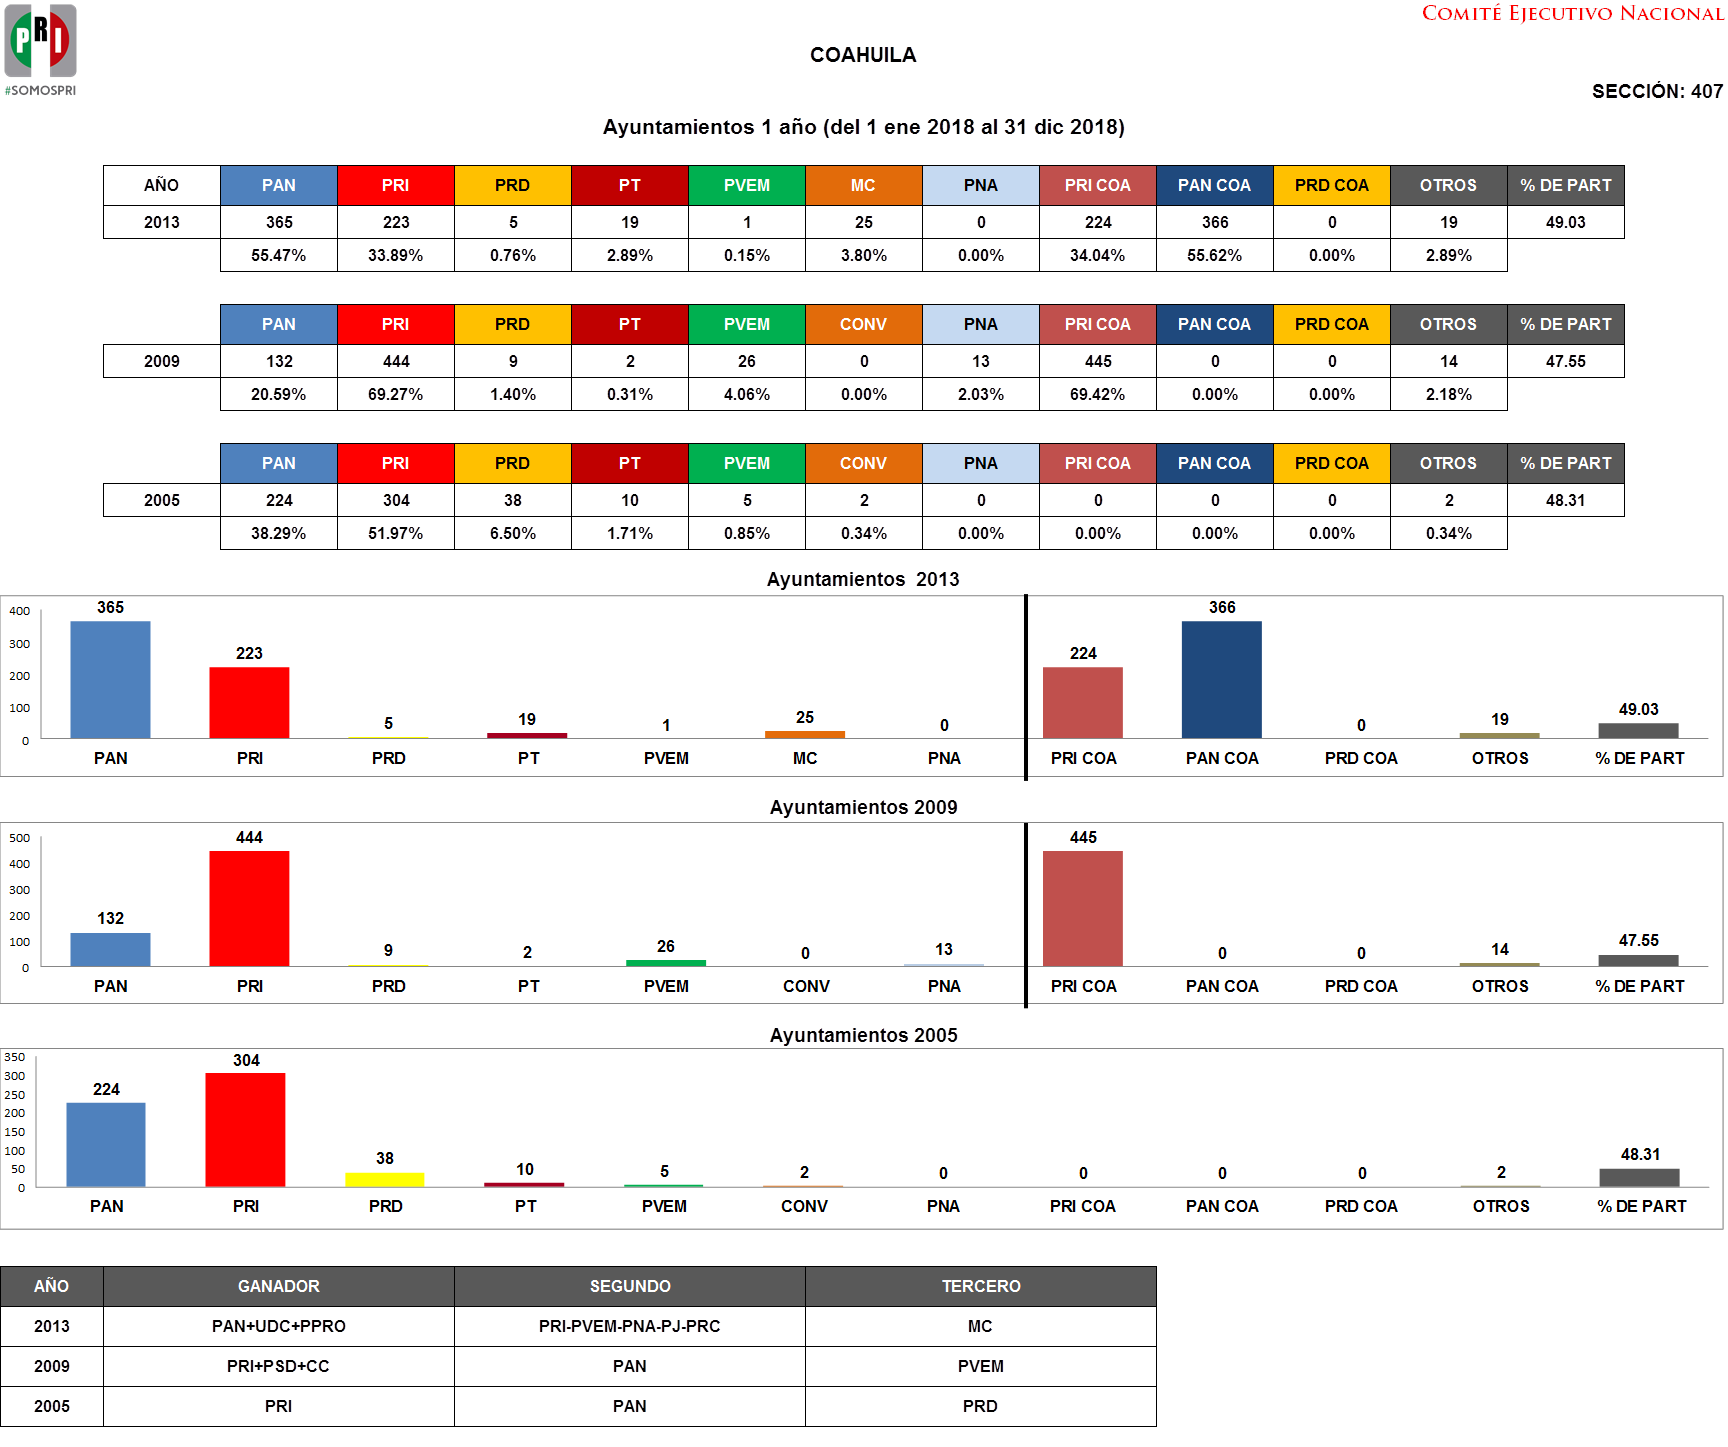 COMITÉ EJECUTIVO NACIONAL
PRI
#SOMOSPRI
COAHUILA
SECCIÓN: 407
Ayuntamientos 1 año (del 1 ene 2018 al 31 dic 2018)
AÑO PAN PRI PRD PT PVEM MC PNA PRI COA PAN COA PRD COA OTROS % DE PART
2013 365 223 5 19 1 25 0 224 366 0 19 49.03
55.47% 33.89% 0.76% 2.89% 0.15% 3.80% 0.00% 34.04% 55.62% 0.00% 2.89%
PAN PRI PRD PT PVEM CONV PNA PRI COA PAN COA PRD COA OTROS % DE PART
2009 132 444 9 2 26 0 13 445 0 0 14 47.55
20.59% 69.27% 1.40% 0.31% 4.06% 0.00% 2.03% 69.42% 0.00% 0.00% 2.18%
PAN PRI PRD PT PVEM CONV PNA PRI COA PAN COA PRD COA OTROS % DE PART
2005 224 304 38 10 5 2 0 0 0 0 2 48.31
38.29% 51.97% 6.50% 1.71% 0.85% 0.34% 0.00% 0.00% 0.00% 0.00% 0.34%
Ayuntamientos 2013
400
300
200
100
0
365 223 5 19 1 25 0 224 366 0 19 49.03
PAN PRI PRD PT PVEM MC PNA PRI COA PAN COA PRD COA OTROS % DE PART
Ayuntamientos 2009
500
400
300
200
100
0
132 444 9 2 26 0 13 445 0 0 14 47.55
PAN PRI PRD PT PVEM CONV PNA PRI COA PAN COA PRD COA OTROS % DE PART
Ayuntamientos 2005
350
300
250
200
150
100
50
0
224 304 38 10 5 2 0 0 0 0 2 48.31
PAN PRI PRD PT PVEM CONV PNA PRI COA PAN COA PRD COA OTROS % DE PART
AÑO GANADOR SEGUNDO TERCERO
2013 PAN+UDC+PPRO PRI-PVEM-PNA-PJ-PRC MC
2009 PRI+PSD+CC PAN PVEM
2005 PRI PAN PRD